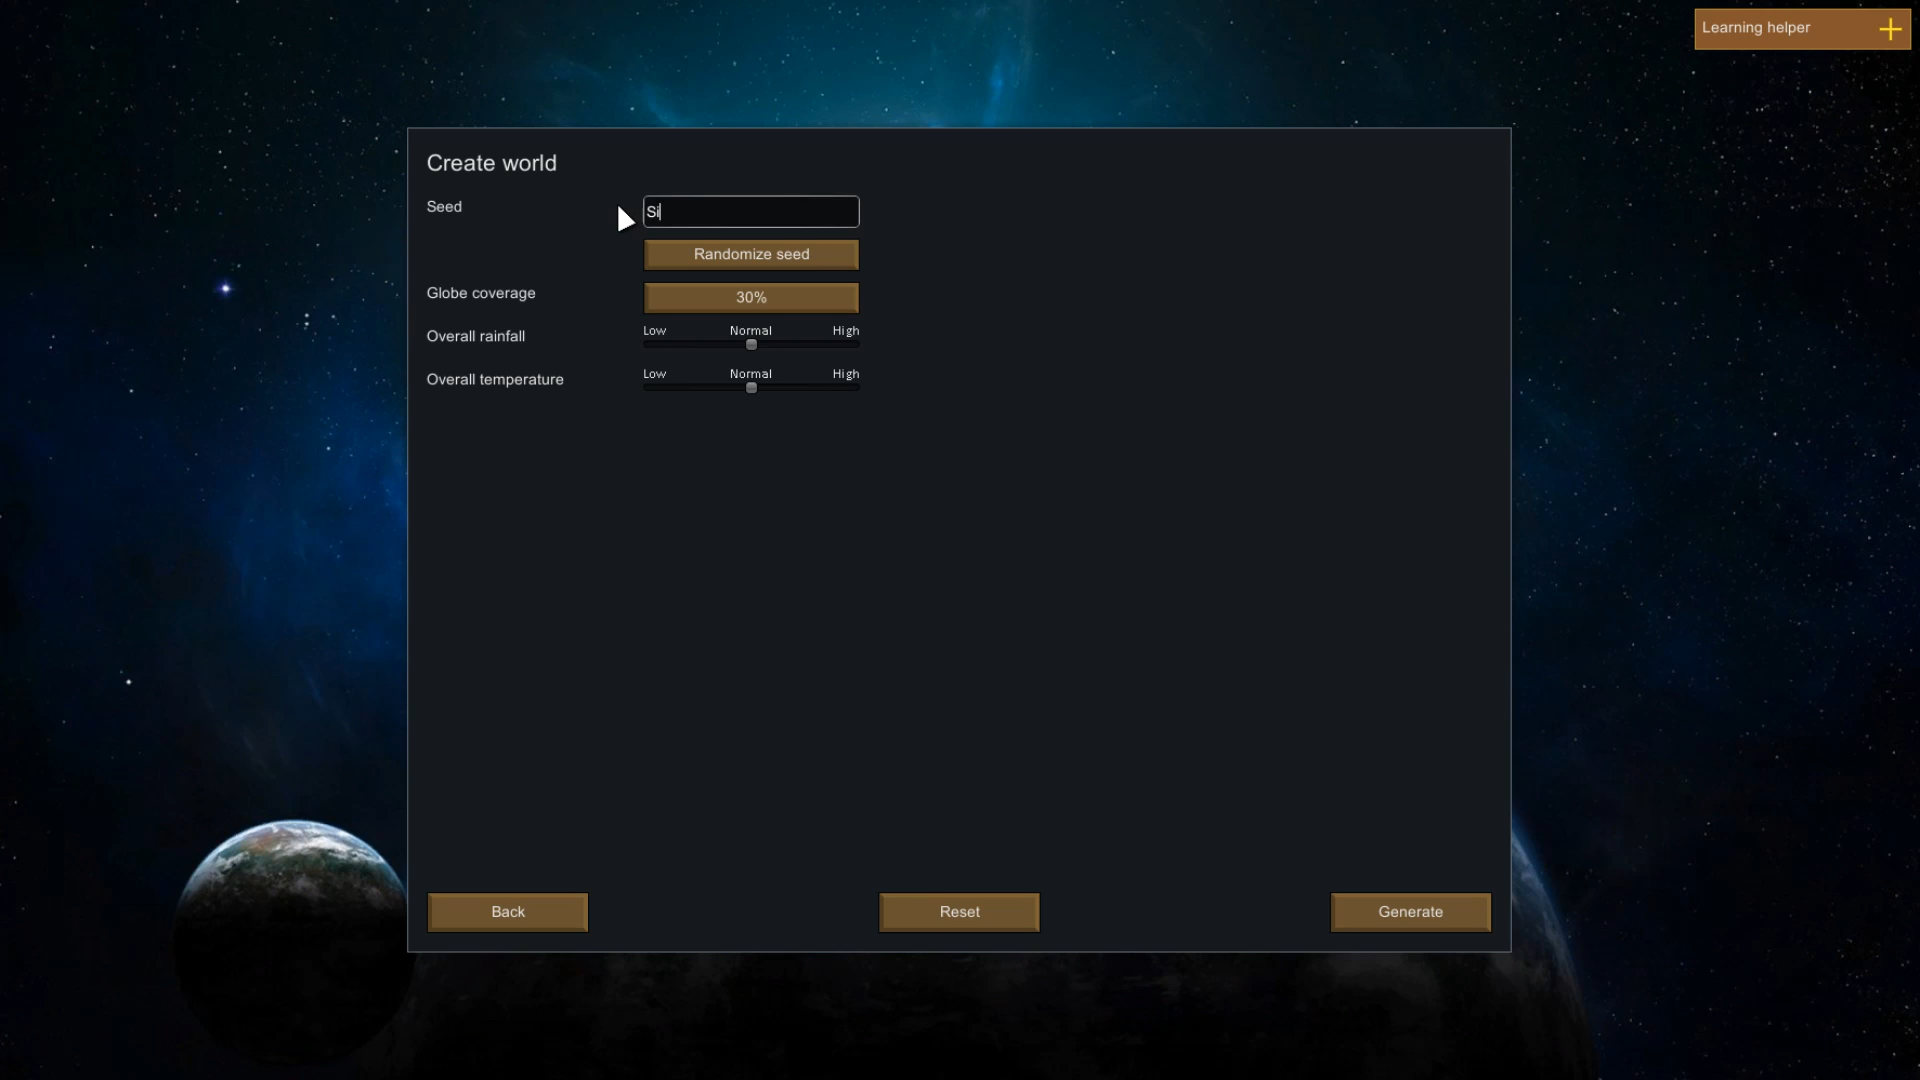 Learning helper
Create world
Seed
Si
Randomize seed
Globe coverage
30%
Overall rainfall
Low Normal High
Overall temperature
Low Normal High
Back
Reset
Generate